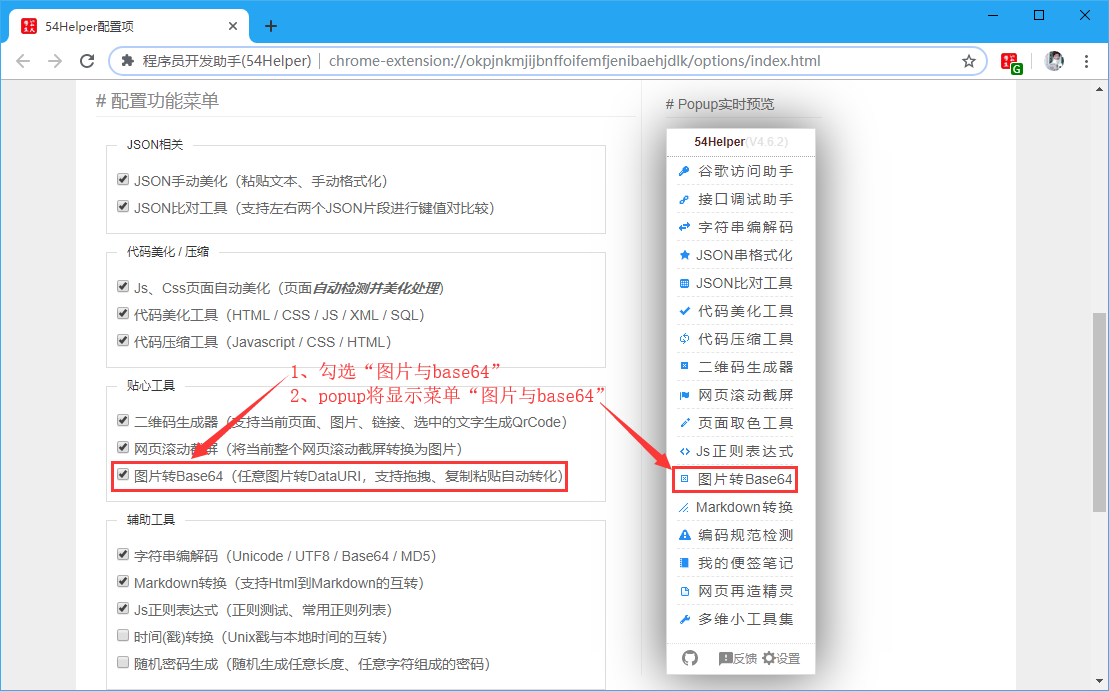 54Helper配置项
程序员开发助手(54Helper) | chrome-extension://okpjnkmjijbnffoifemfjenibaehjdlk/options/index.html
G
# 配置功能菜单
JSON相关
JSON手动美化（粘贴文本、手动格式化）
JSON比对工具（支持左右两个JSON片段进行键值对比较）
代码美化 / 压缩
Js、Css页面自动美化（页面自动检测并美化处理）
代码美化工具（HTML / CSS / JS / XML / SQL）
代码压缩工具（Javascript / CSS / HTML）
1、勾选“图片与base64”
贴心工具
2、popup将显示菜单“图片与base64”
二维码生成器（支持当前页面、图片、链接、选中的文字生成QrCode）
网页滚动截屏（将当前整个网页滚动截屏转换为图片）
图片转Base64（任意图片转DataURI，支持拖拽、复制粘贴自动转化）
辅助工具
字符串编解码（Unicode / UTF8 / Base64 / MD5）
Markdown转换（支持Html到Markdown的互转）
Js正则表达式（正则测试、常用正则列表）
时间(戳)转换（Unix戳与本地时间的互转）
随机密码生成（随机生成任意长度、任意字符组成的密码）
# Popup实时预览
54Helper(V4.6.2)
谷歌访问助手
接口调试助手
字符串编解码
JSON串格式化
JSON比对工具
代码美化工具
代码压缩工具
二维码生成器
网页滚动截屏
页面取色工具
Js正则表达式
图片转Base64
Markdown转换
编码规范检测
我的便签笔记
网页再造精灵
多维小工具集
反馈 设置